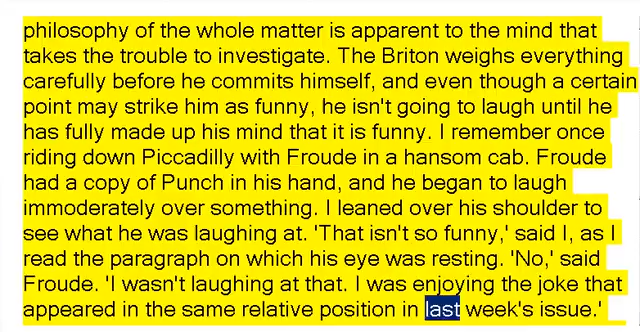 philosophy of the whole matter is apparent to the mind that
takes the trouble to investigate. The Briton weighs everything
carefully before he commits himself, and even though a certain
point may strike him as funny, he isn't going to laugh until he
has fully made up his mind that it is funny. I remember once
riding down Piccadilly with Froude in a hansom cab. Froude
had a copy of Punch in his hand, and he began to laugh
immoderately over something. I leaned over his shoulder to
see what he was laughing at. 'That isn't so funny,' said I, as I
read the paragraph on which his eye was resting. 'No,' said
Froude. 'I wasn't laughing at that. I was enjoying the joke that
appeared in the same relative position in last week's issue.'